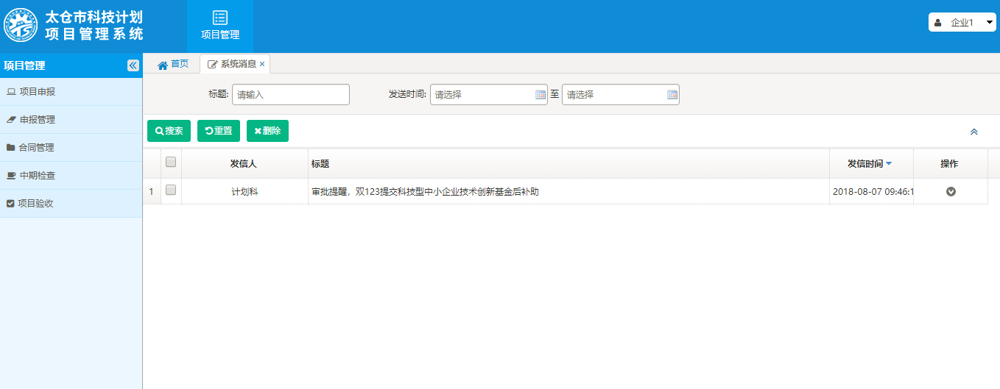 太仓市科技计划
项目管理系统
项目管理
企业1
项目管理
首页
系统消息
项目申报
申报管理
合同管理
中期检查
项目验收
标题:
请输入
发送时间:
请选择
至
请选择
搜索
重置
删除
发信人
标题
发信时间
操作
1
计划科
审批提醒，双123提交科技型中小企业技术创新基金后补助
2018-08-07 09:46:1